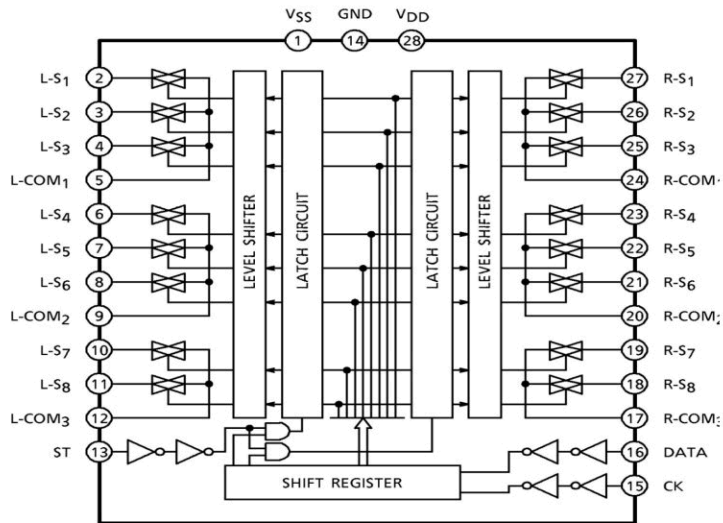 VSS GND VDD
1 14 28
L-S1 2 27 R-S1
L-S2 3 26 R-S2
L-S3 4 25 R-S3
L-COM1 5 24 R-COM1
L-S4 6 23 R-S4
L-S5 7 22 R-S5
L-S6 8 21 R-S6
L-COM2 9 20 R-COM2
L-S7 10 19 R-S7
L-S8 11 18 R-S8
L-COM3 12 17 R-COM3
ST 13 16 DATA
15 CK
LEVEL SHIFTER
LATCH CIRCUIT
LATCH CIRCUIT
LEVEL SHIFTER
SHIFT REGISTER